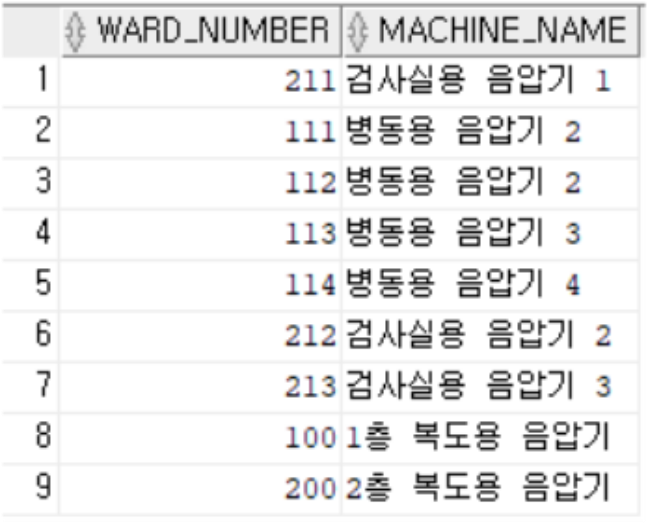 WARD_NUMBER MACHINE_NAME
1 211 검사실용 음압기 1
2 111 병동용 음압기 2
3 112 병동용 음압기 2
4 113 병동용 음압기 3
5 114 병동용 음압기 4
6 212 검사실용 음압기 2
7 213 검사실용 음압기 3
8 100 1층 복도용 음압기
9 200 2층 복도용 음압기